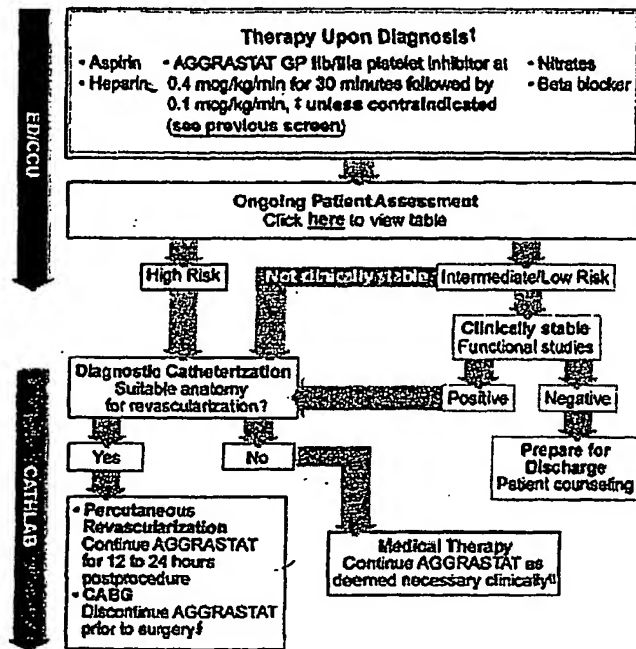 Therapy Upon Diagnosis†
• Aspirin
• Heparin
• AGGRASTAT GP IIb/IIIa platelet inhibitor at
0.4 mcg/kg/min for 30 minutes followed by
0.1 mcg/kg/min, ‡ unless contraindicated
(see previous screen)
• Nitrates
• Beta blocker
ED/CCU
Ongoing Patient Assessment
Click here to view table
High Risk
Not clinically stable
Intermediate/Low Risk
Clinically stable
Functional studies
Diagnostic Catheterization
Suitable anatomy
for revascularization?
Positive
Negative
Yes
No
Prepare for
Discharge
Patient counseling
CATH LAB
• Percutaneous
Revascularization
Continue AGGRASTAT
for 12 to 24 hours
postprocedure
• CABG
Discontinue AGGRASTAT
prior to surgery§
Medical Therapy
Continue AGGRASTAT as
deemed necessary clinically